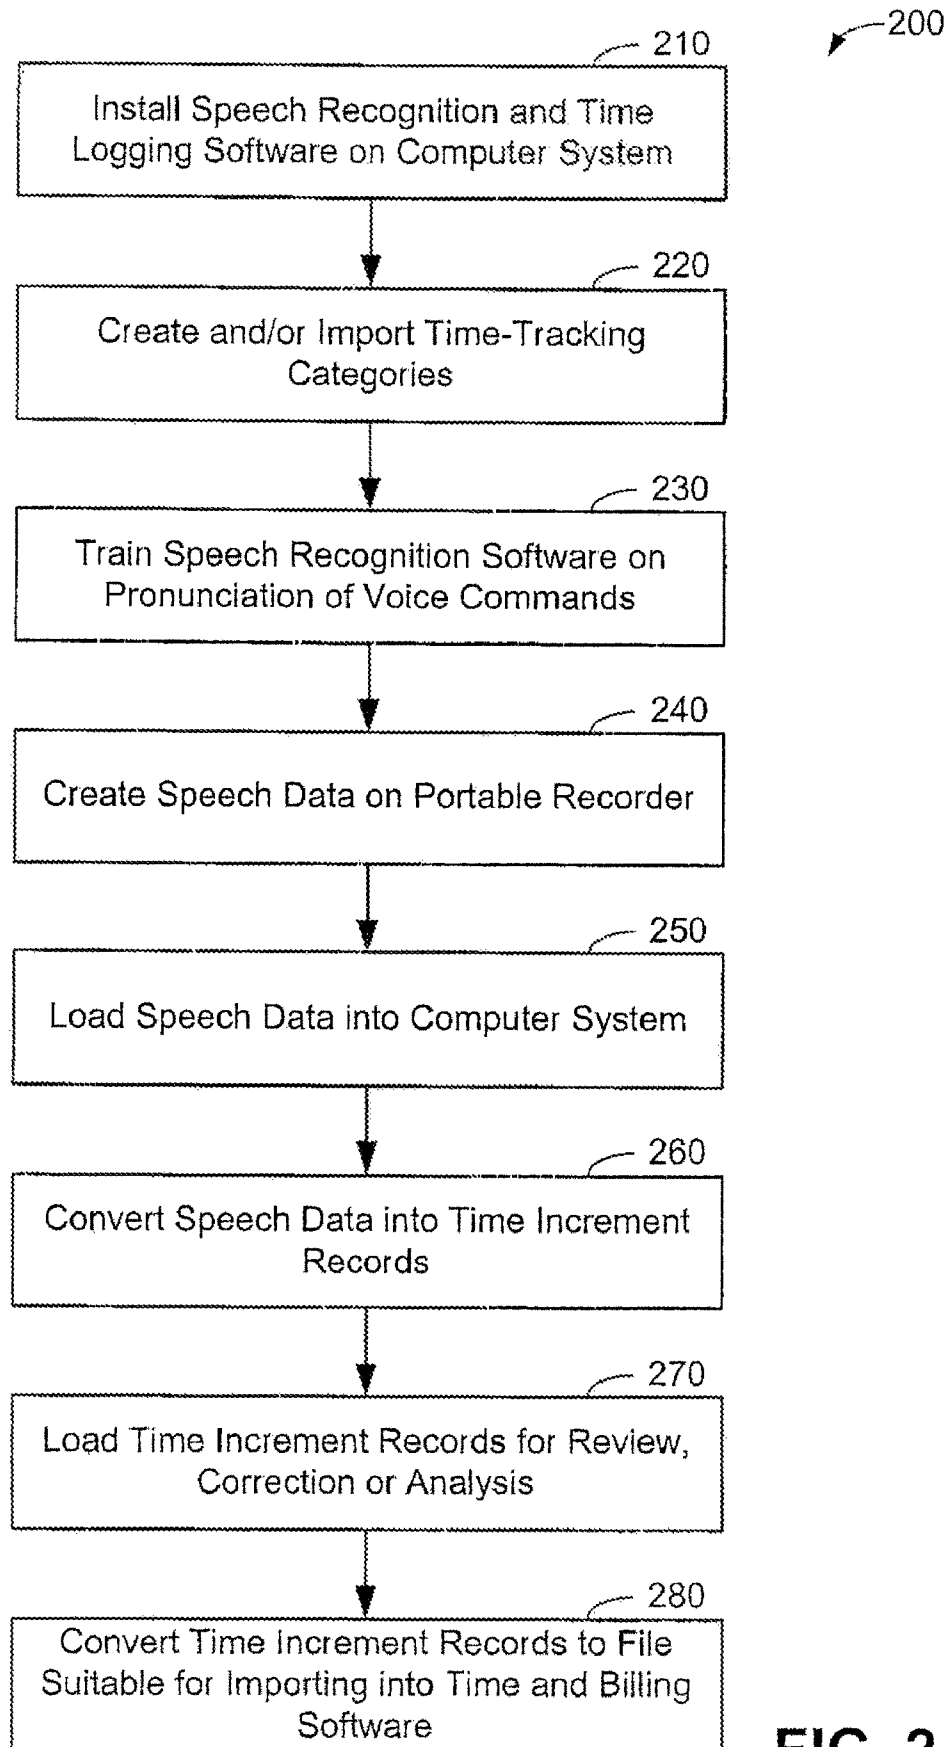 200
210
Install Speech Recognition and Time
Logging Software on Computer System
220
Create and/or Import Time-Tracking
Categories
230
Train Speech Recognition Software on
Pronunciation of Voice Commands
240
Create Speech Data on Portable Recorder
250
Load Speech Data into Computer System
260
Convert Speech Data into Time Increment
Records
270
Load Time Increment Records for Review,
Correction or Analysis
280
Convert Time Increment Records to File
Suitable for Importing into Time and Billing
Software
FIG. 2